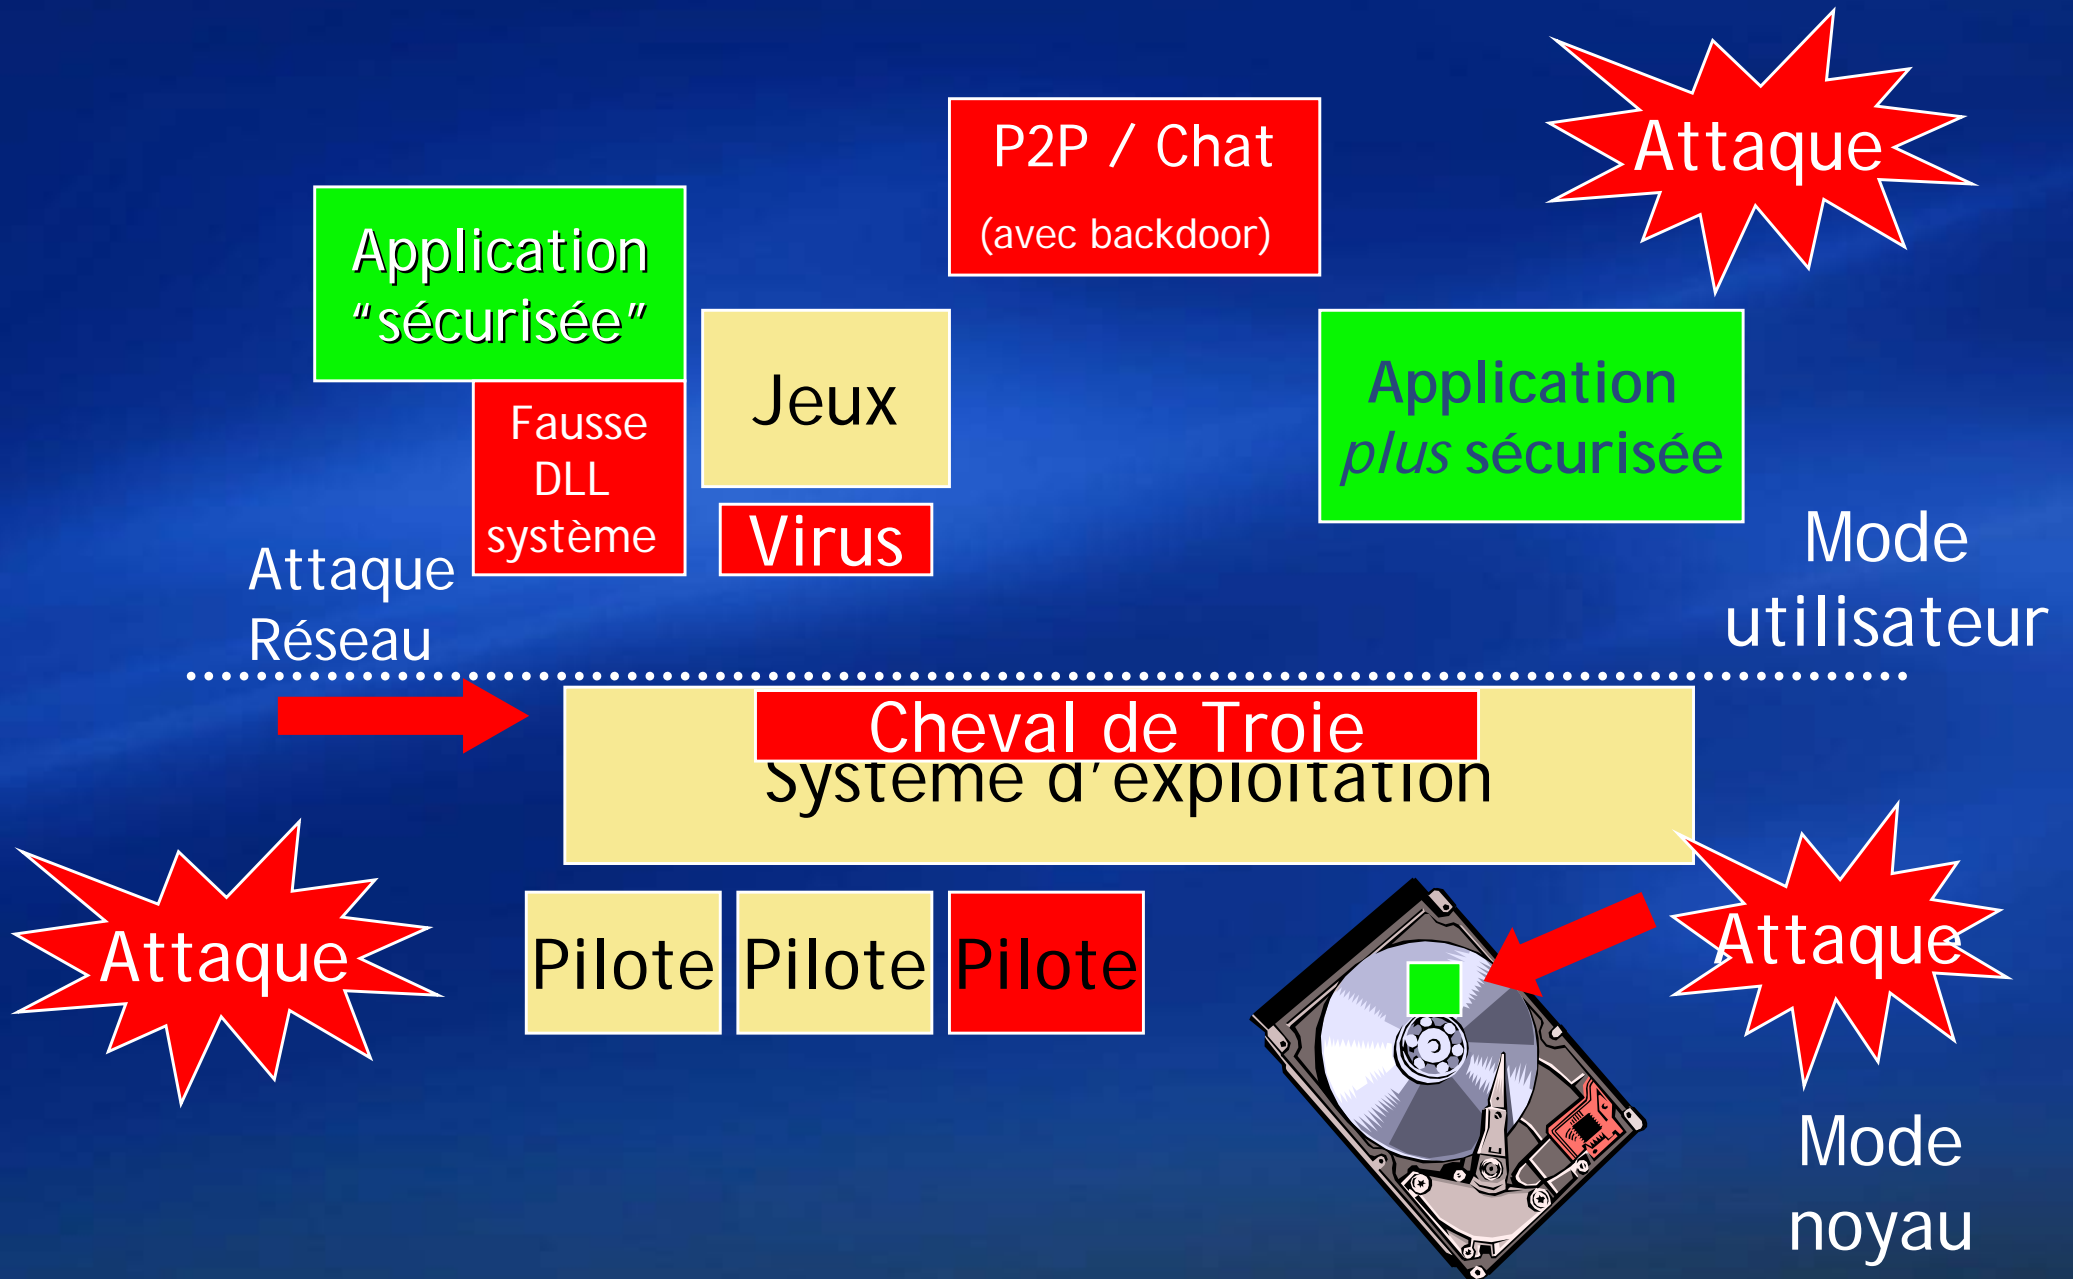 Attaque
P2P / Chat
(avec backdoor)
Application
“sécurisée”
Jeux
Application
plus sécurisée
Fausse
DLL
système
Virus
Mode
utilisateur
Attaque
Réseau
Cheval de Troie
Système d’exploitation
Attaque
Pilote
Pilote
Pilote
Attaque
Mode
noyau